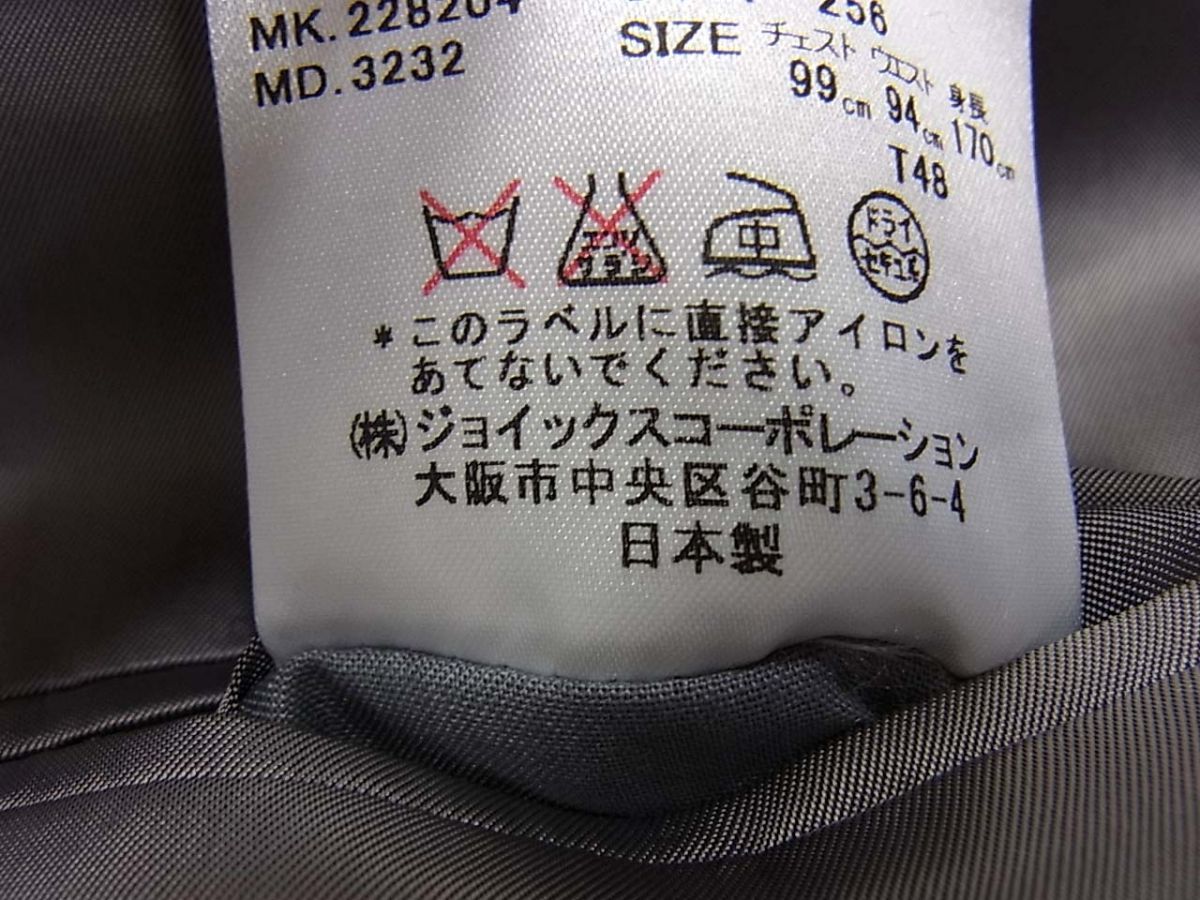 MK.228204
256
MD.3232
SIZE チェスト ウエスト 身長
99cm 94cm 170cm
T48
エンソ サラシ
中
ドライ
セキユ系
*このラベルに直接アイロンを
あてないでください。
(株)ジョイックスコーポレーション
大阪市中央区谷町3-6-4
日本製